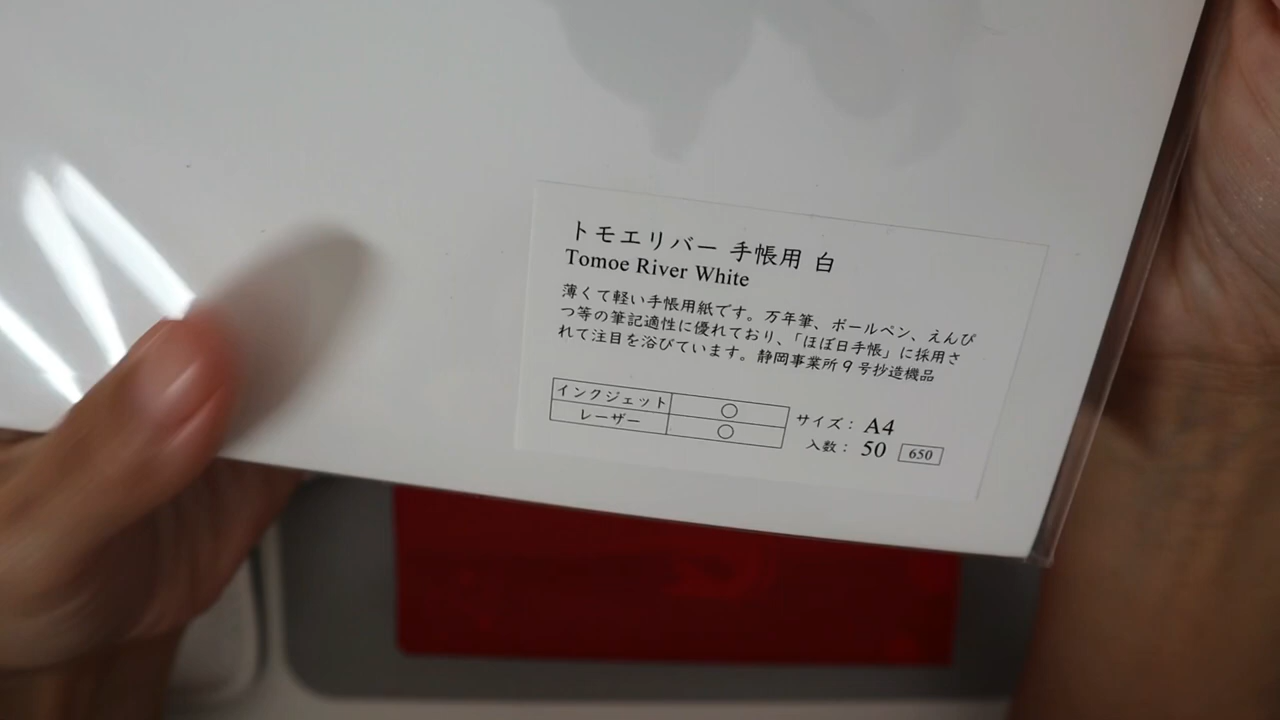 トモエリバー 手帳用 白
Tomoe River White
薄くて軽い手帳用紙です。万年筆、ボールペン、えんぴ
つ等の筆記適性に優れており、「ほぼ日手帳」に採用さ
れて注目を浴びています。静岡事業所9号抄造機品
インクジェット ○
レーザー ○
サイズ： A4
入数： 50 650